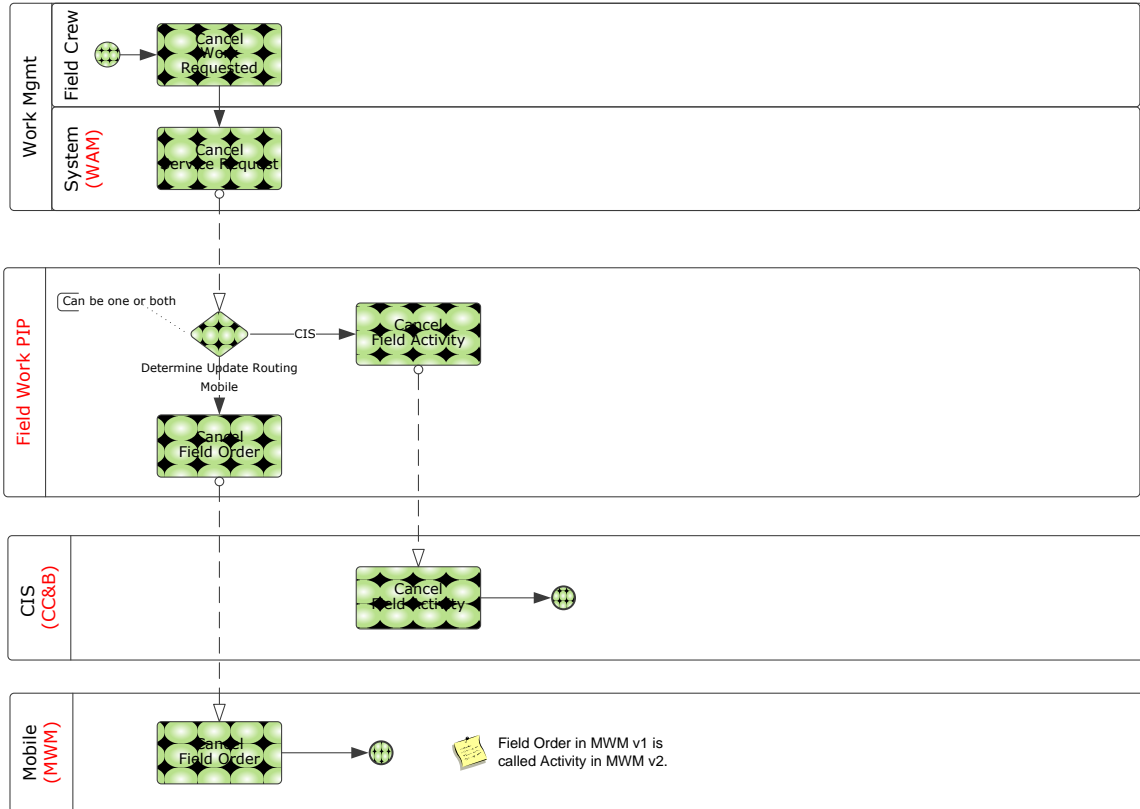 Work Mgmt
Field Crew
Cancel
Work
Requested
System
(WAM)
Cancel
Service Request
Field Work PIP
Can be one or both
CIS
Cancel
Field Activity
Determine Update Routing
Mobile
Cancel
Field Order
CIS
(CC&B)
Cancel
Field Activity
Mobile
(MWM)
Cancel
Field Order
Field Order in MWM v1 is
called Activity in MWM v2.